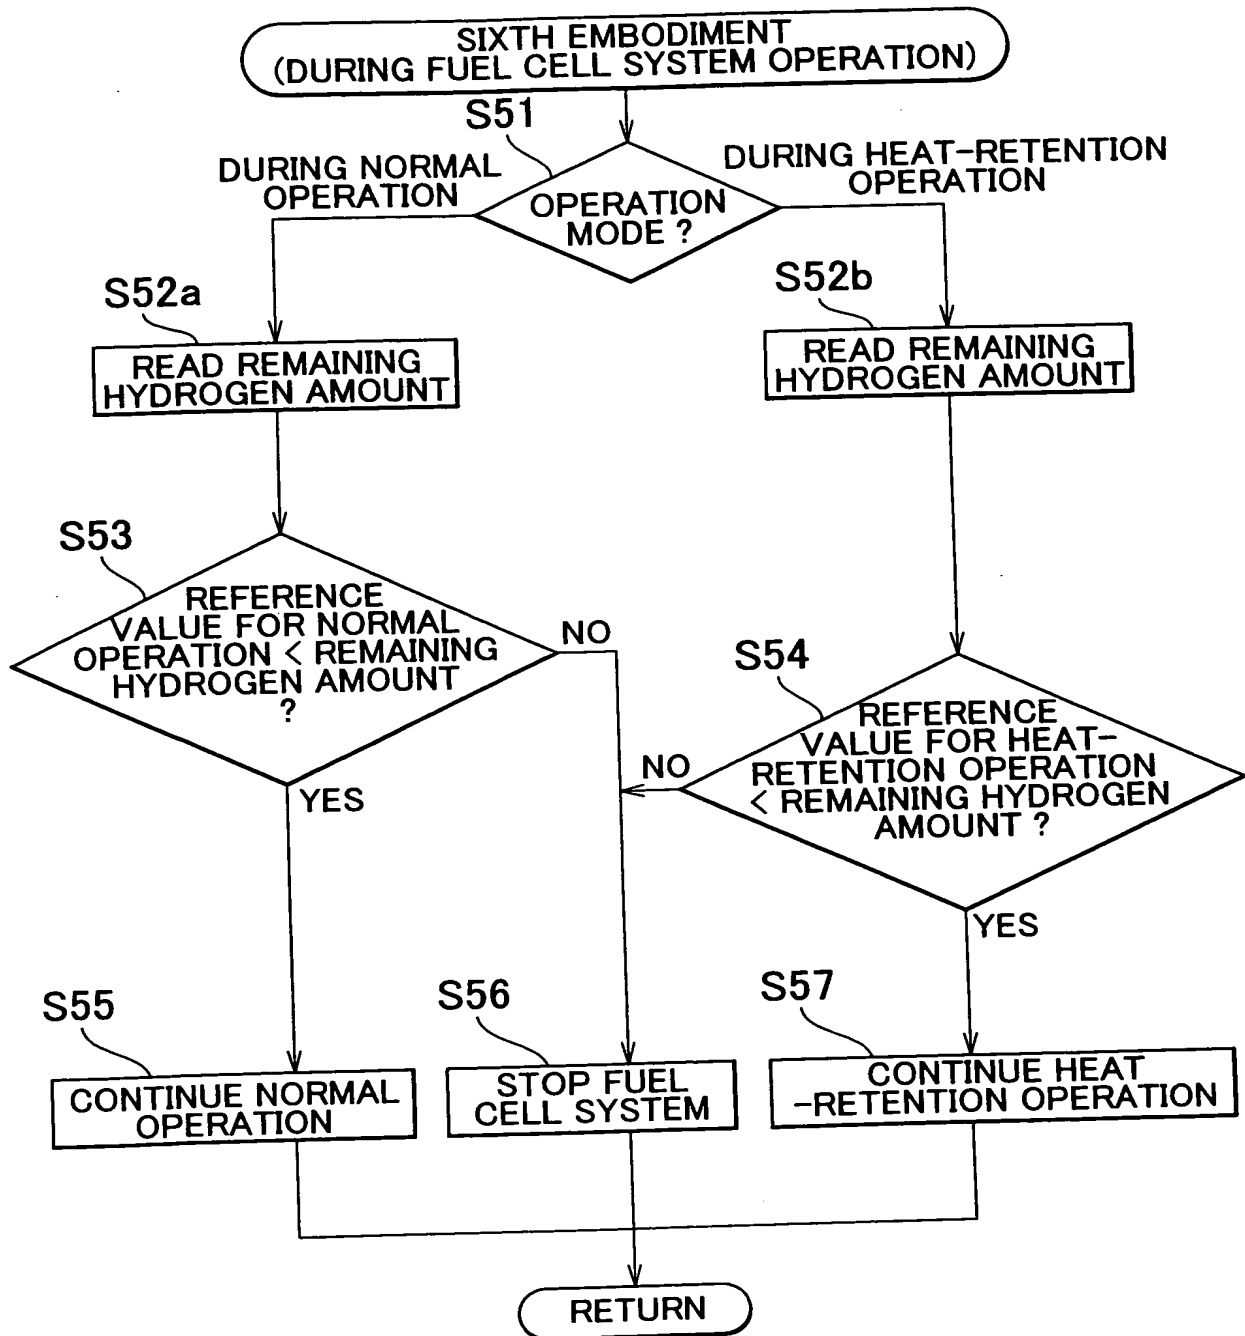 SIXTH EMBODIMENT
(DURING FUEL CELL SYSTEM OPERATION)
S51
DURING NORMAL
OPERATION
DURING HEAT-RETENTION
OPERATION
OPERATION
MODE ?
S52a
S52b
READ REMAINING
HYDROGEN AMOUNT
READ REMAINING
HYDROGEN AMOUNT
S53
REFERENCE
VALUE FOR NORMAL
OPERATION < REMAINING
HYDROGEN AMOUNT
?
NO
YES
S54
REFERENCE
VALUE FOR HEAT-
RETENTION OPERATION
< REMAINING HYDROGEN
AMOUNT ?
NO
YES
S55
S56
S57
CONTINUE NORMAL
OPERATION
STOP FUEL
CELL SYSTEM
CONTINUE HEAT
-RETENTION OPERATION
RETURN